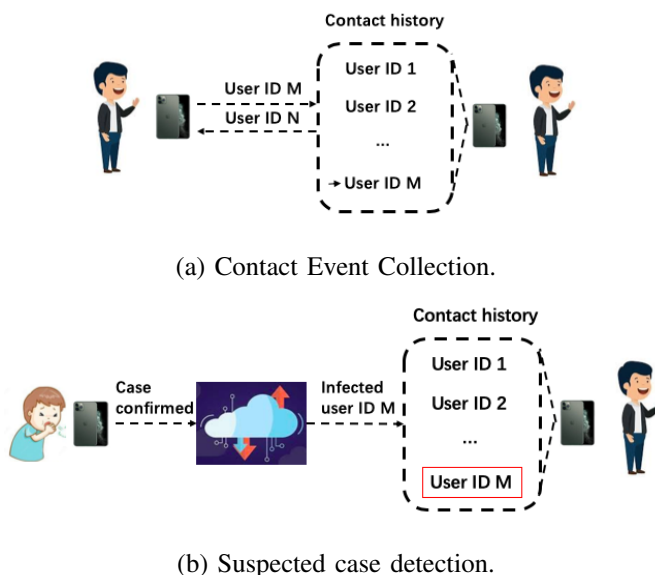 Contact history
User ID 1
User ID M
User ID 2
User ID N
...
User ID M
(a) Contact Event Collection.
Contact history
User ID 1
Case
confirmed
Infected
user ID M
User ID 2
...
User ID M
(b) Suspected case detection.